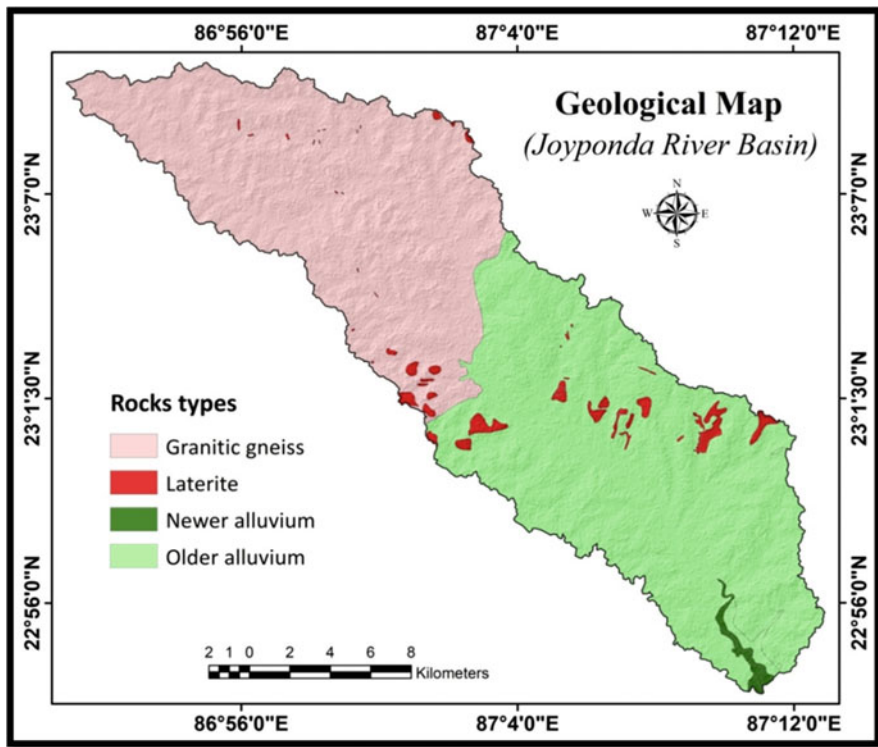 86°56'0"E 87°4'0"E 87°12'0"E
Geological Map
(Joyponda River Basin)
N
W E
S
23°7'0"N 23°7'0"N
23°1'30"N 23°1'30"N
Rocks types
Granitic gneiss
Laterite
Newer alluvium
Older alluvium
22°56'0"N 22°56'0"N
2 1 0 2 4 6 8
Kilometers
86°56'0"E 87°4'0"E 87°12'0"E